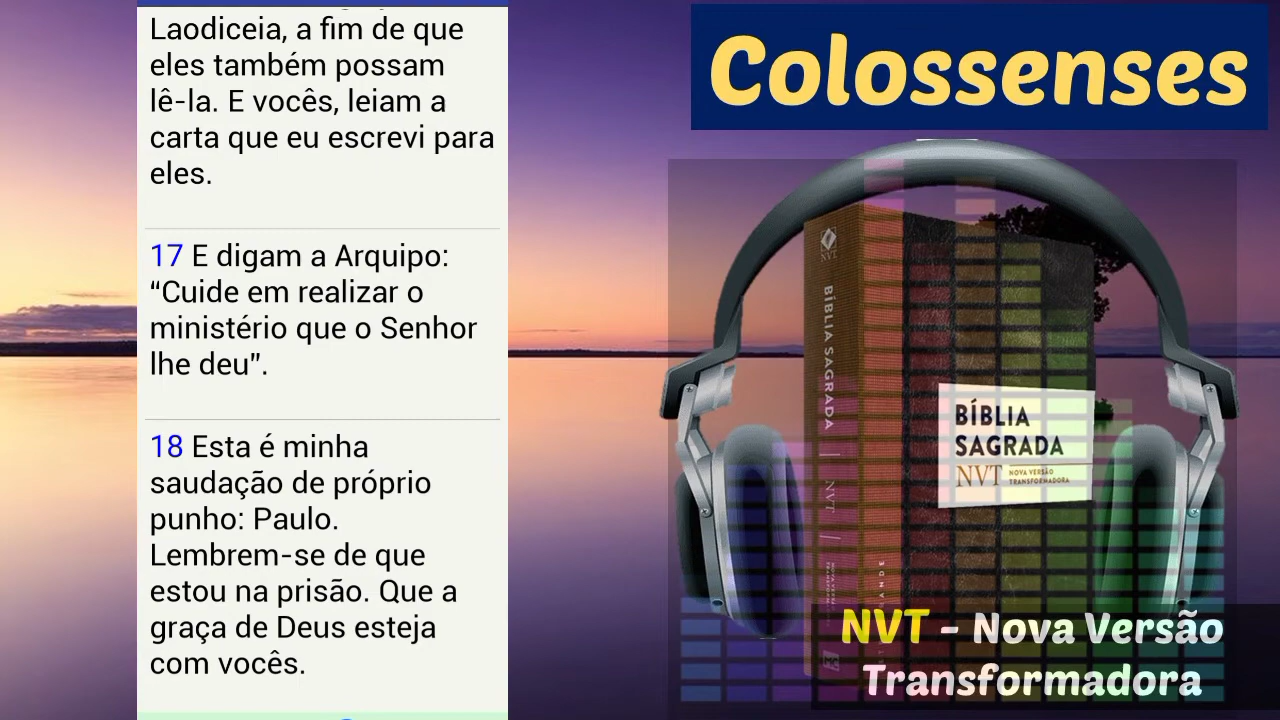 Laodiceia, a fim de que
eles também possam
lê-la. E vocês, leiam a
carta que eu escrevi para
eles.
17 E digam a Arquipo:
“Cuide em realizar o
ministério que o Senhor
lhe deu”.
18 Esta é minha
saudação de próprio
punho: Paulo.
Lembrem-se de que
estou na prisão. Que a
graça de Deus esteja
com vocês.
Colossenses
NVT
BÍBLIA SAGRADA
NVT
BÍBLIA
SAGRADA
NVT
NOVA VERSÃO
TRANSFORMADORA
NVT - Nova Versão
Transformadora